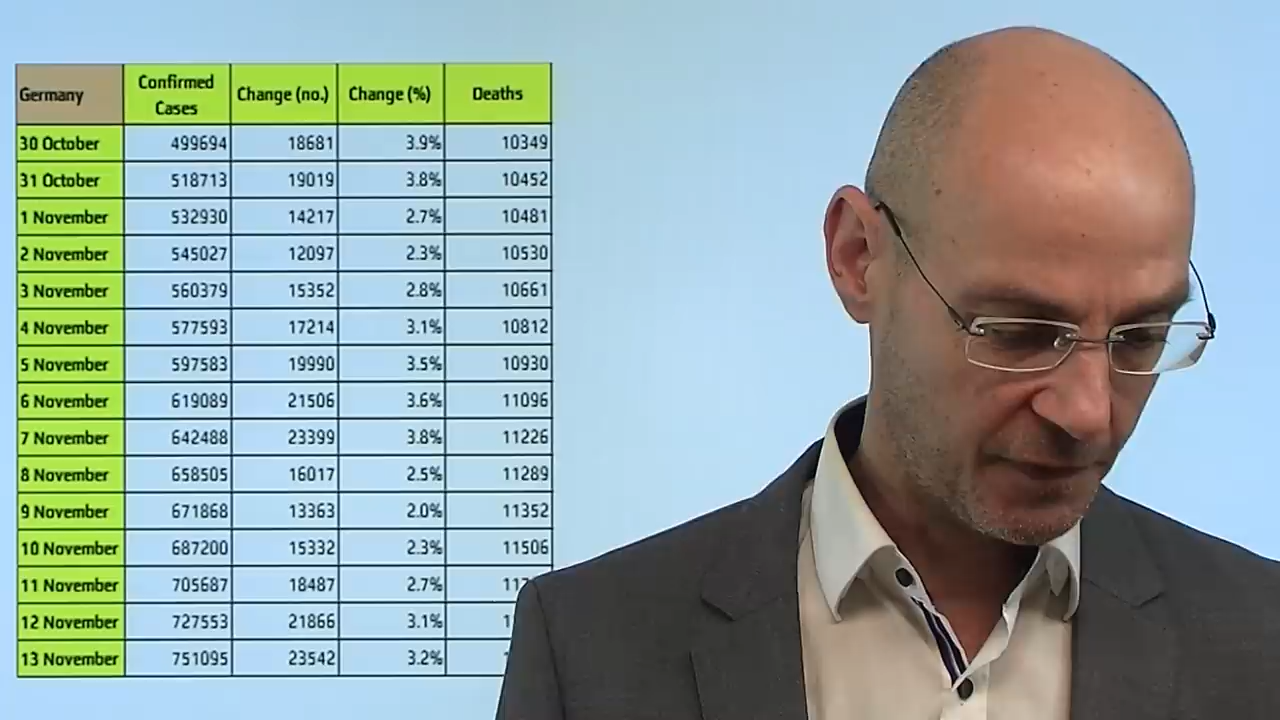 Germany Confirmed Cases Change (no.) Change (%) Deaths
30 October 499694 18681 3.9% 10349
31 October 518713 19019 3.8% 10452
1 November 532930 14217 2.7% 10481
2 November 545027 12097 2.3% 10530
3 November 560379 15352 2.8% 10661
4 November 577593 17214 3.1% 10812
5 November 597583 19990 3.5% 10930
6 November 619089 21506 3.6% 11096
7 November 642488 23399 3.8% 11226
8 November 658505 16017 2.5% 11289
9 November 671868 13363 2.0% 11352
10 November 687200 15332 2.3% 11506
11 November 705687 18487 2.7%
12 November 727553 21866 3.1%
13 November 751095 23542 3.2%